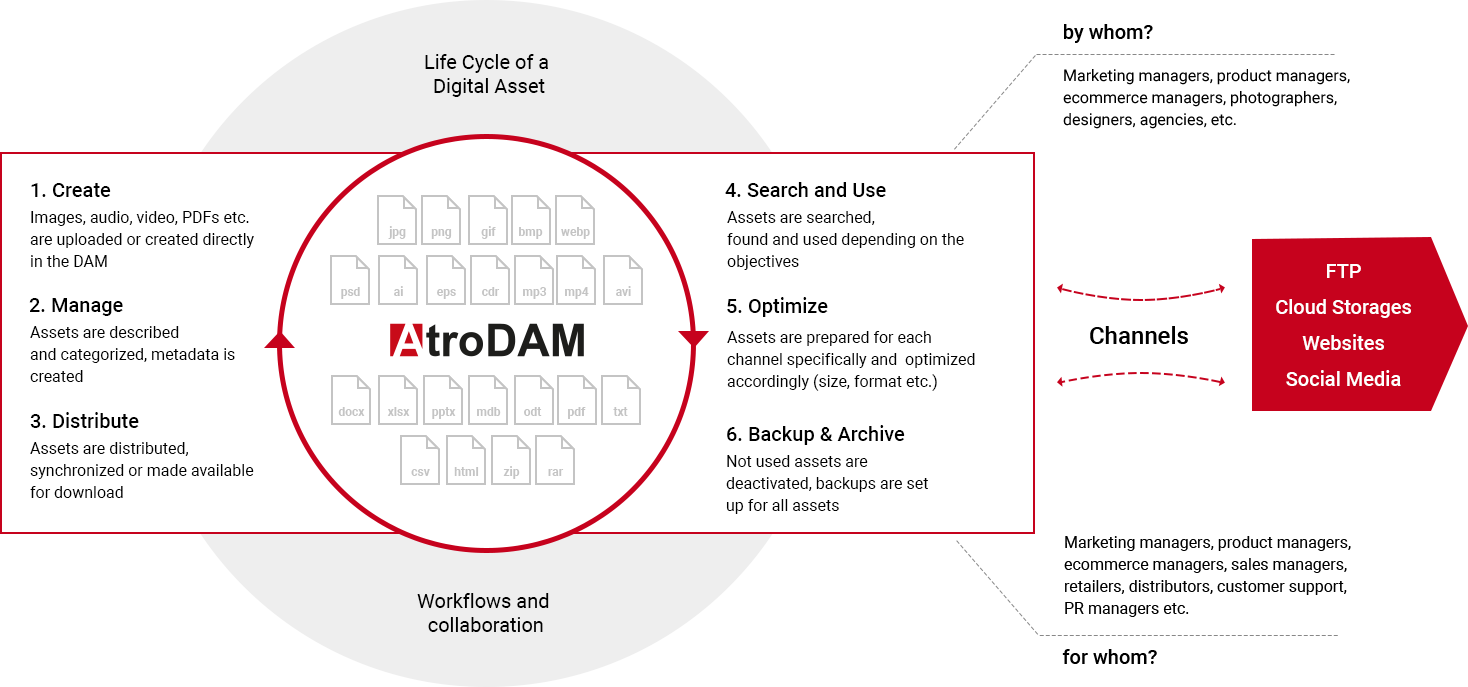 Life Cycle of a
Digital Asset
1. Create
Images, audio, video, PDFs etc.
are uploaded or created directly
in the DAM
2. Manage
Assets are described
and categorized, metadata is
created
3. Distribute
Assets are distributed,
synchronized or made available
for download
jpg png gif bmp webp
psd ai eps cdr mp3 mp4 avi
AtroDAM
docx xlsx pptx mdb odt pdf txt
csv html zip rar
4. Search and Use
Assets are searched,
found and used depending on the
objectives
5. Optimize
Assets are prepared for each
channel specifically and optimized
accordingly (size, format etc.)
6. Backup & Archive
Not used assets are
deactivated, backups are set
up for all assets
Workflows and
collaboration
by whom?
Marketing managers, product managers,
ecommerce managers, photographers,
designers, agencies, etc.
Channels
FTP
Cloud Storages
Websites
Social Media
Marketing managers, product managers,
ecommerce managers, sales managers,
retailers, distributors, customer support,
PR managers etc.
for whom?